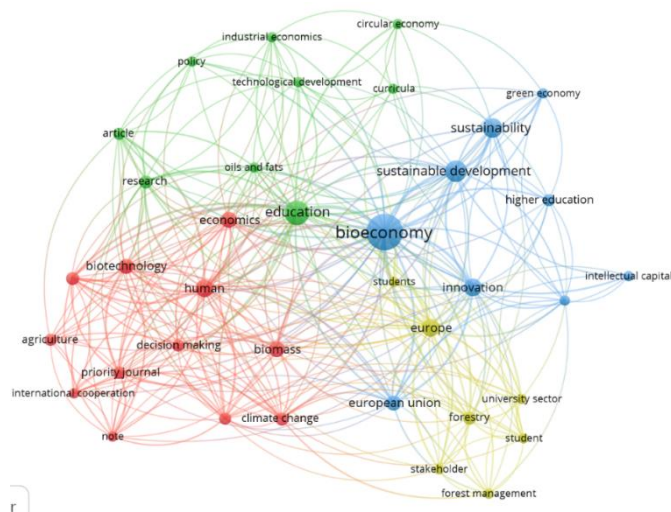 circular economy
industrial economics
policy
technological development
curricula
green economy
article
sustainability
oils and fats
sustainable development
research
higher education
education
economics
bioeconomy
biotechnology
students
intellectual capital
human
innovation
europe
agriculture
decision making
biomass
priority journal
international cooperation
european union
university sector
climate change
forestry
note
student
stakeholder
forest management
r